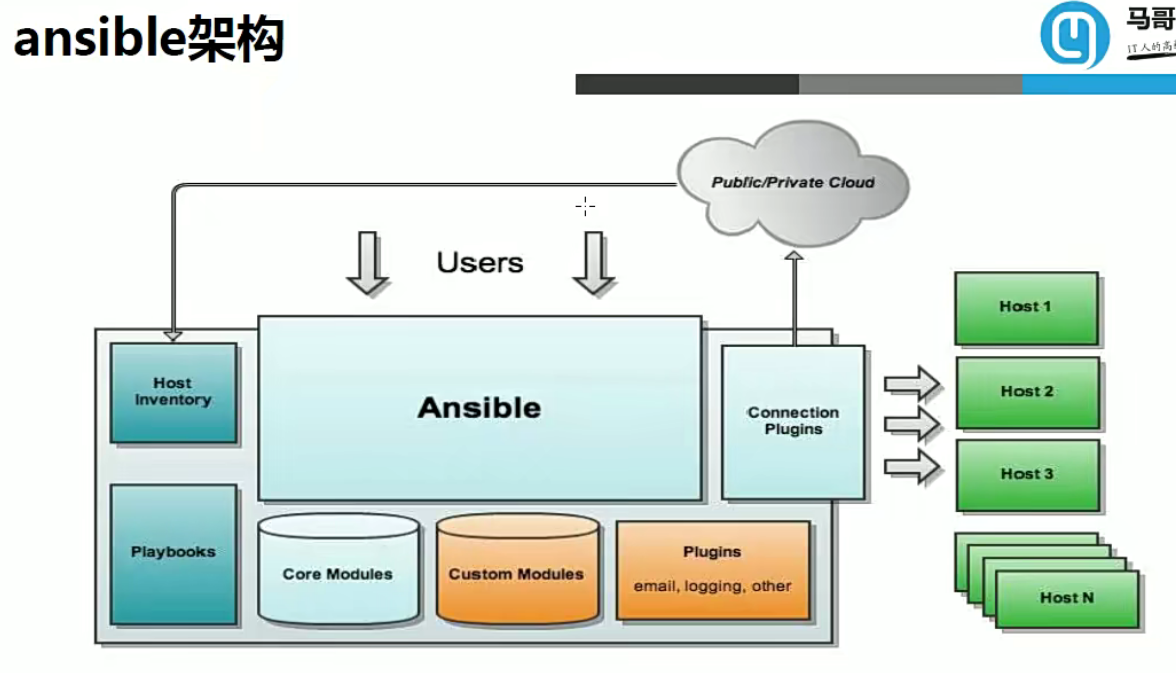 ansible架构
马哥
IT人的高
Public/Private Cloud
Users
Host
Inventory
Ansible
Connection
Plugins
Host 1
Host 2
Host 3
Playbooks
Core Modules
Custom Modules
Plugins
email, logging, other
Host N